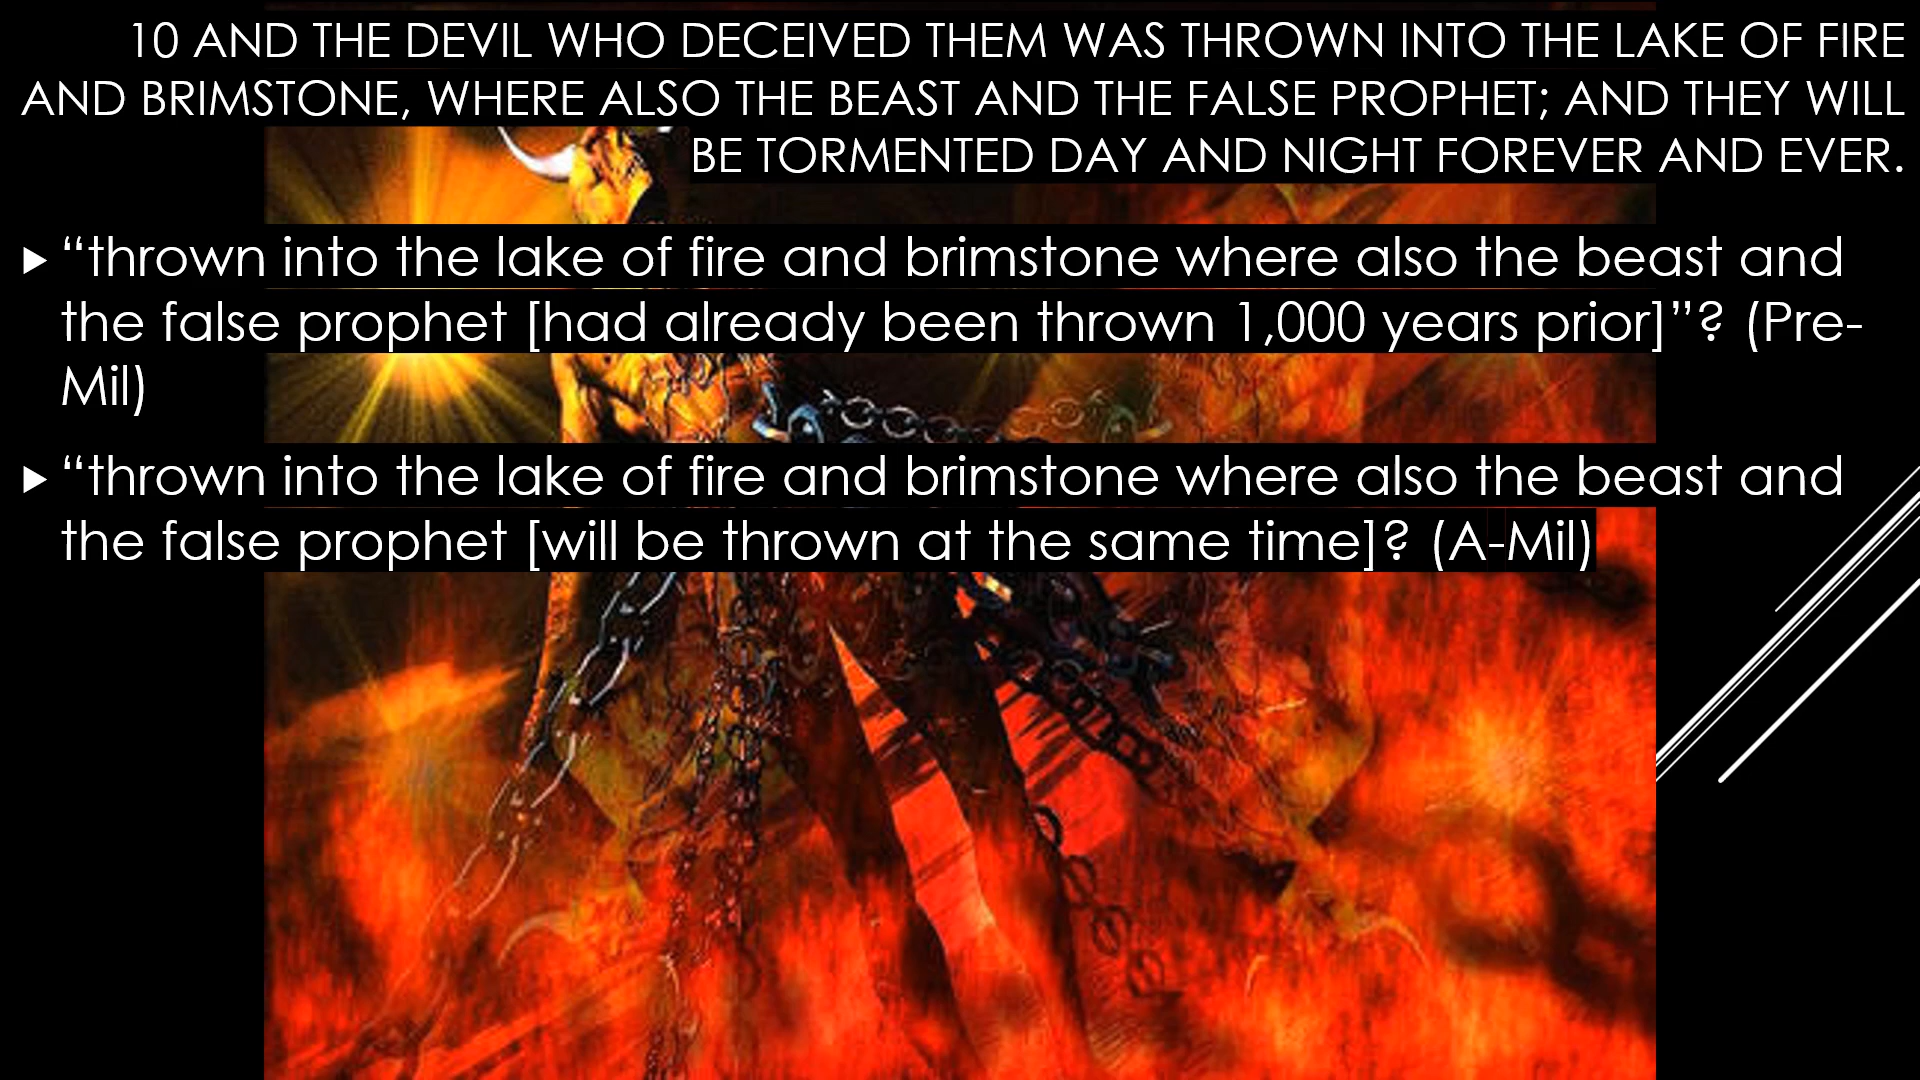 10 AND THE DEVIL WHO DECEIVED THEM WAS THROWN INTO THE LAKE OF FIRE
AND BRIMSTONE, WHERE ALSO THE BEAST AND THE FALSE PROPHET; AND THEY WILL
BE TORMENTED DAY AND NIGHT FOREVER AND EVER.
“thrown into the lake of fire and brimstone where also the beast and
the false prophet [had already been thrown 1,000 years prior]”? (Pre-
Mil)
“thrown into the lake of fire and brimstone where also the beast and
the false prophet [will be thrown at the same time]? (A-Mil)